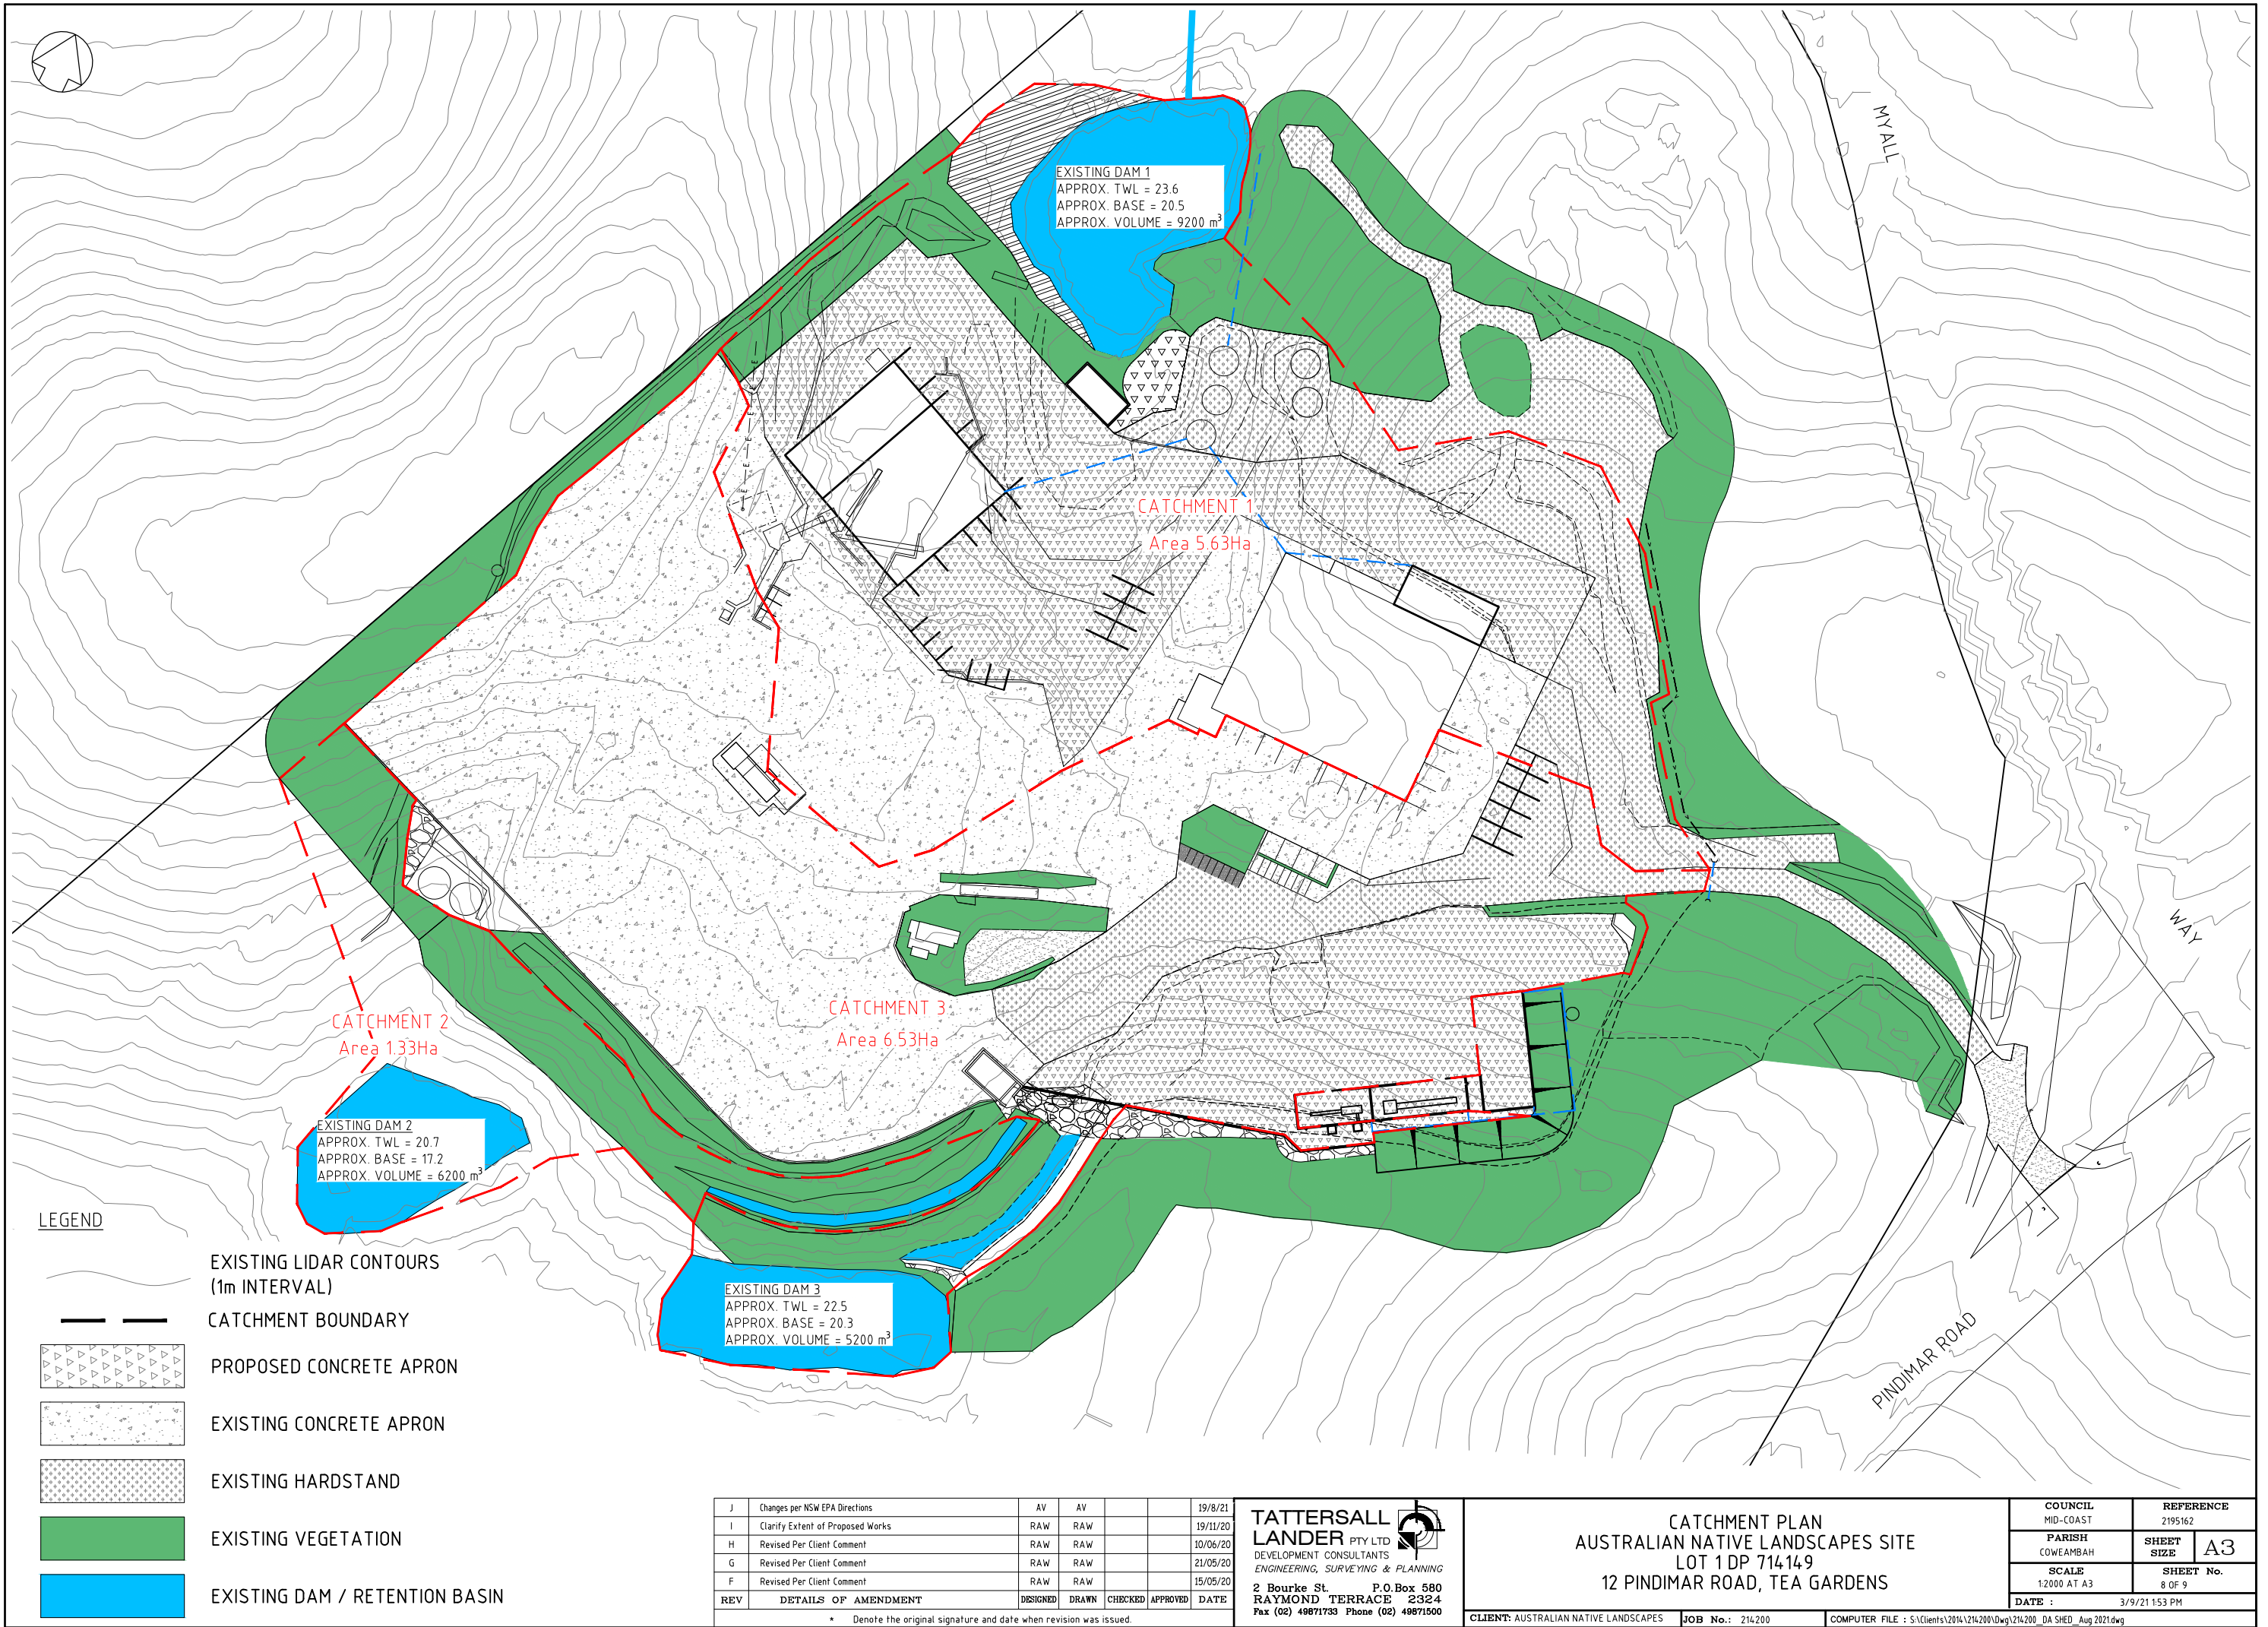 MYALL
WAY
PINDIMAR ROAD
EXISTING DAM 1
APPROX. TWL = 23.6
APPROX. BASE = 20.5
APPROX. VOLUME = 9200 m³
CATCHMENT 1
Area 5.63Ha
CATCHMENT 3
Area 6.53Ha
CATCHMENT 2
Area 1.33Ha
EXISTING DAM 2
APPROX. TWL = 20.7
APPROX. BASE = 17.2
APPROX. VOLUME = 6200 m³
EXISTING DAM 3
APPROX. TWL = 22.5
APPROX. BASE = 20.3
APPROX. VOLUME = 5200 m³
LEGEND
EXISTING LIDAR CONTOURS
(1m INTERVAL)
CATCHMENT BOUNDARY
PROPOSED CONCRETE APRON
EXISTING CONCRETE APRON
EXISTING HARDSTAND
EXISTING VEGETATION
EXISTING DAM / RETENTION BASIN
J Changes per NSW EPA Directions AV AV 19/8/21
I Clarify Extent of Proposed Works RAW RAW 19/11/20
H Revised Per Client Comment RAW RAW 10/06/20
G Revised Per Client Comment RAW RAW 21/05/20
F Revised Per Client Comment RAW RAW 15/05/20
REV DETAILS OF AMENDMENT DESIGNED DRAWN CHECKED APPROVED DATE
* Denote the original signature and date when revision was issued.
TATTERSALL
LANDER PTY LTD
DEVELOPMENT CONSULTANTS
ENGINEERING, SURVEYING & PLANNING
2 Bourke St. P.O.Box 580
RAYMOND TERRACE 2324
Fax (02) 49871733 Phone (02) 49871500
CATCHMENT PLAN
AUSTRALIAN NATIVE LANDSCAPES SITE
LOT 1 DP 714149
12 PINDIMAR ROAD, TEA GARDENS
CLIENT: AUSTRALIAN NATIVE LANDSCAPES JOB No.: 214200 COMPUTER FILE : S:\Clients\2014\214200\Dwg\214200_DA SHED_Aug 2021.dwg
COUNCIL
MID-COAST
REFERENCE
2195162
PARISH
COWEAMBAH
SHEET SIZE A3
SCALE
1:2000 AT A3
SHEET No.
8 OF 9
DATE : 3/9/21 1:53 PM